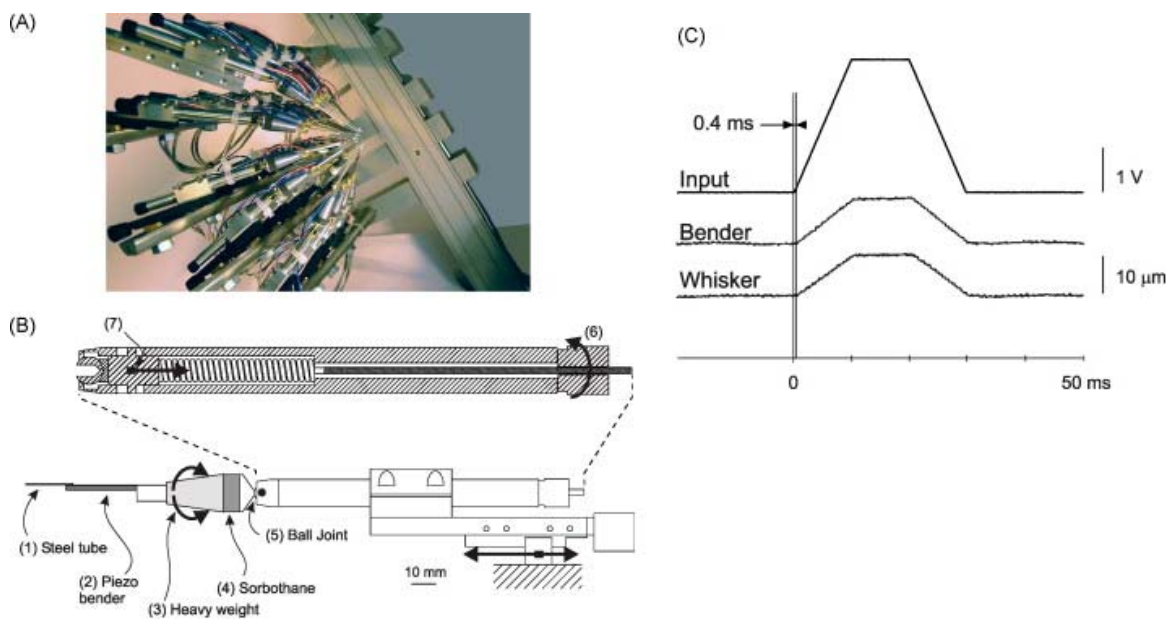 (A)
(B)
(7)
(6)
(1) Steel tube
(2) Piezo
bender
(3) Heavy weight
(4) Sorbothane
(5) Ball Joint
10 mm
(C)
0.4 ms
Input
1 V
Bender
Whisker
10 μm
0
50 ms